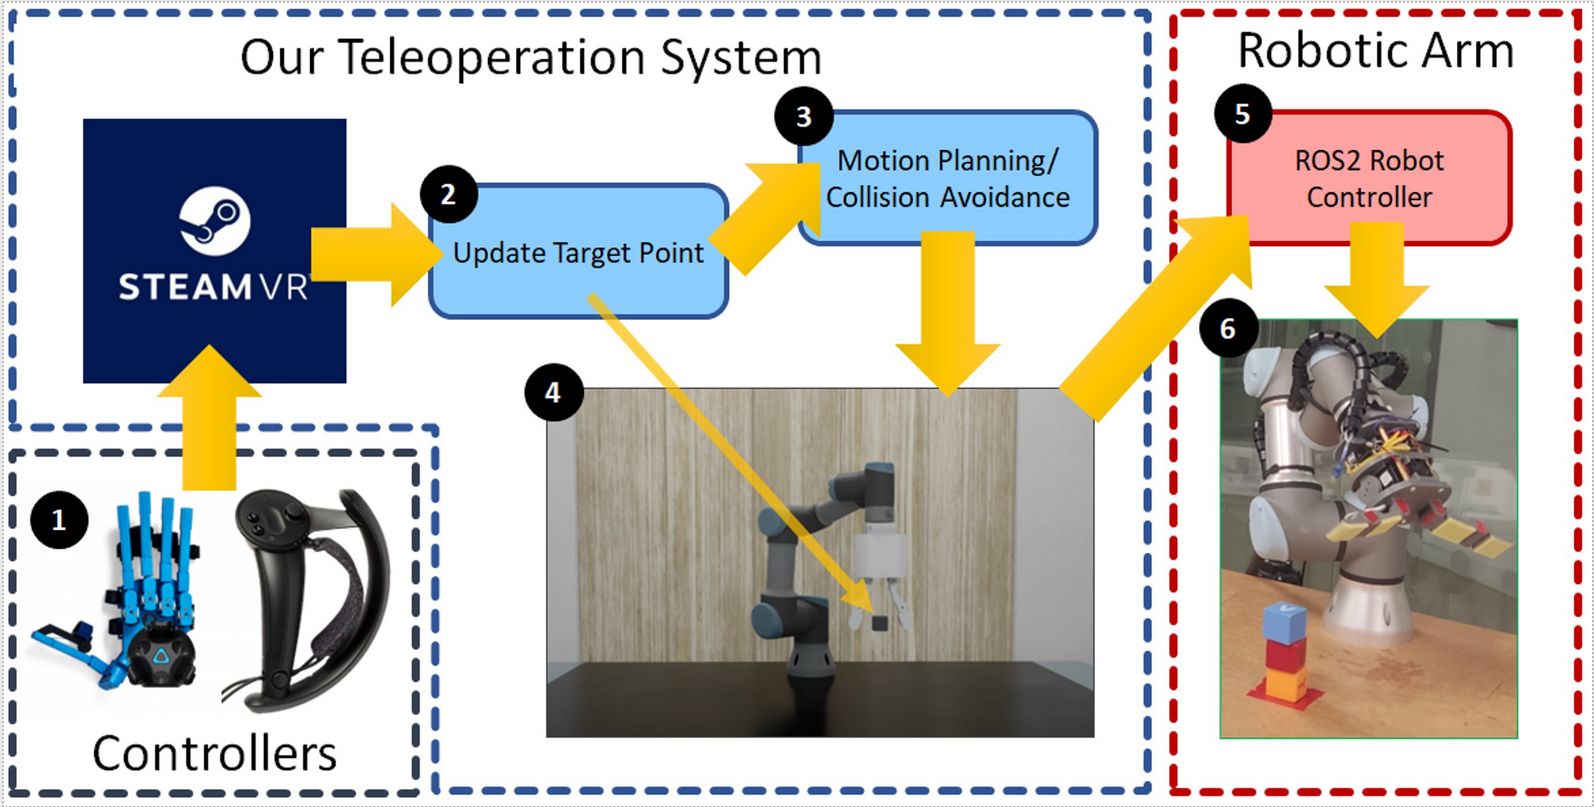 Our Teleoperation System
Robotic Arm
STEAMVR
2
Update Target Point
3
Motion Planning/
Collision Avoidance
5
ROS2 Robot
Controller
4
6
1
Controllers